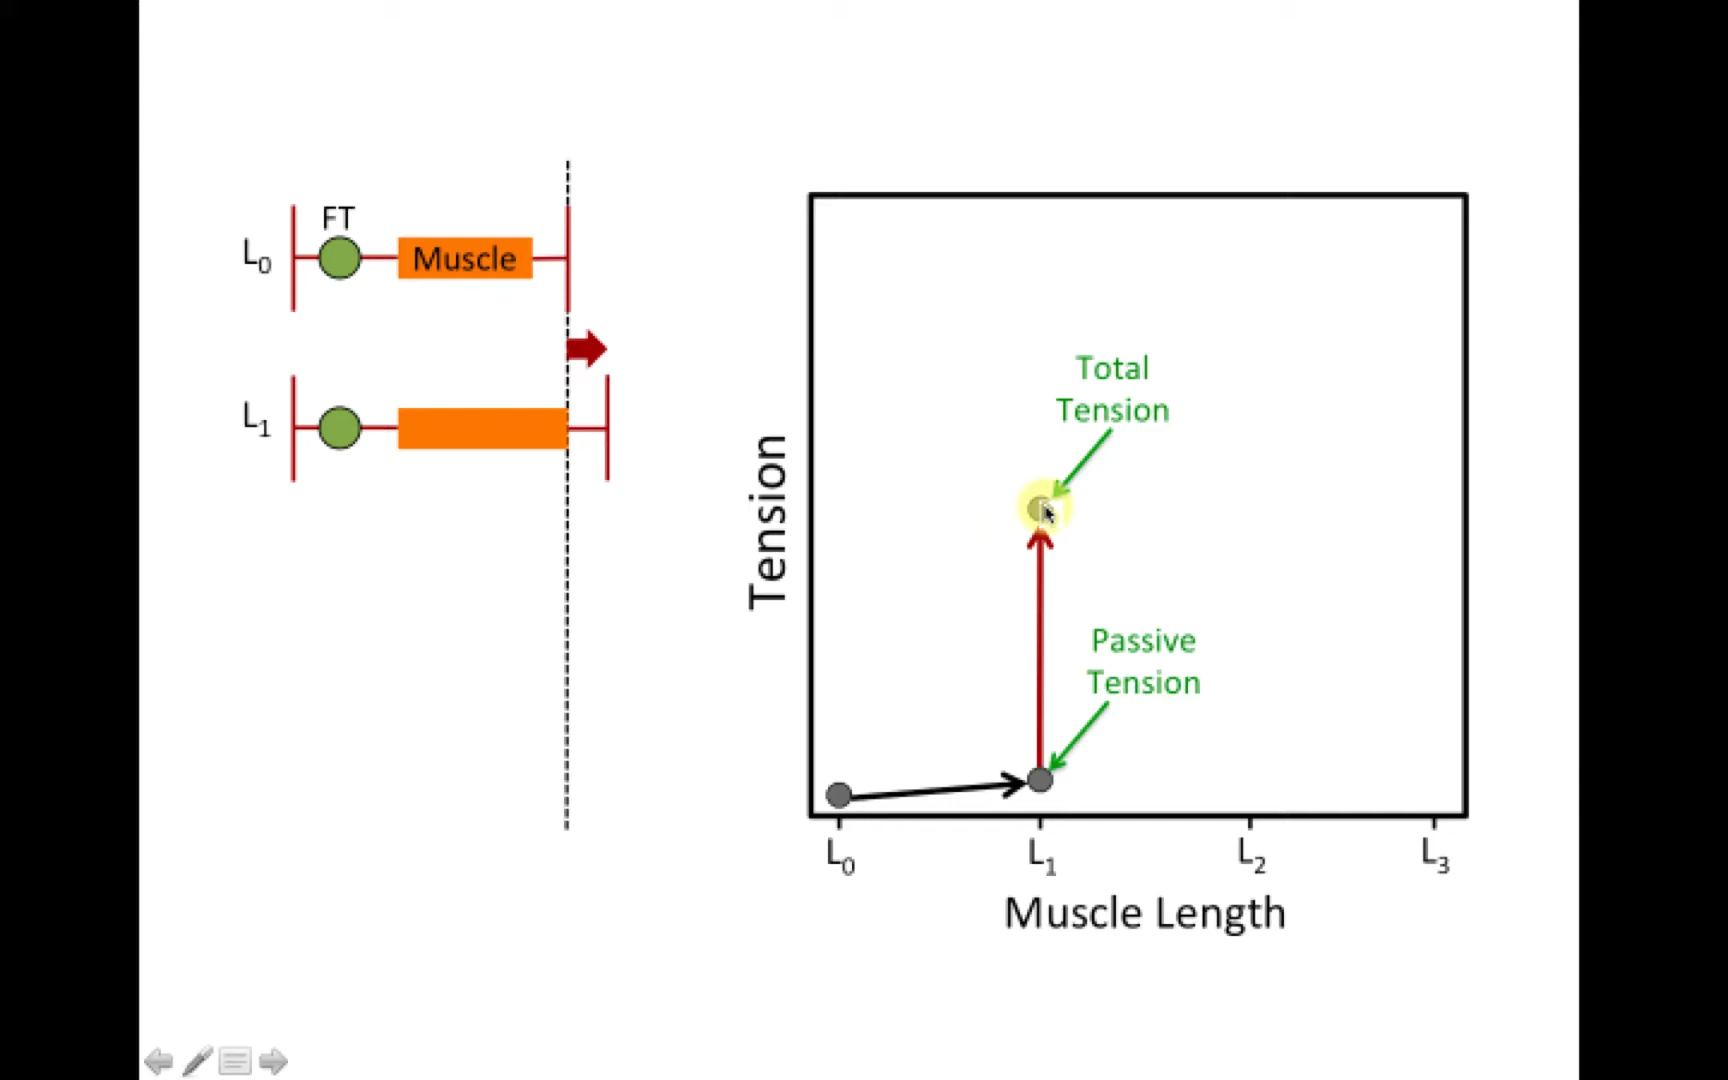 FT
L0
Muscle
L1
Total
Tension
Tension
Passive
Tension
L0 L1 L2 L3
Muscle Length